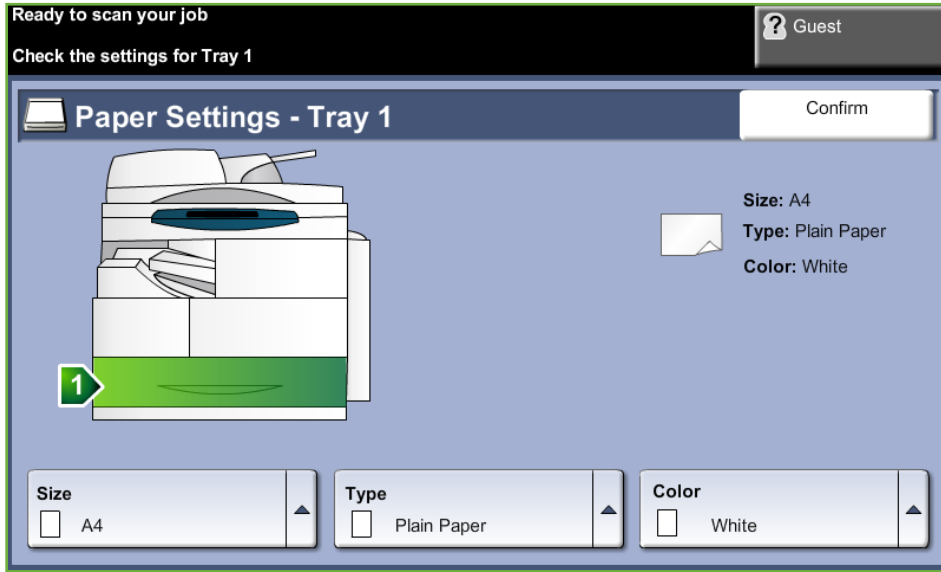 Ready to scan your job
Guest
Check the settings for Tray 1
Paper Settings - Tray 1
Confirm
Size: A4
Type: Plain Paper
Color: White
1
Size
A4
Type
Plain Paper
Color
White